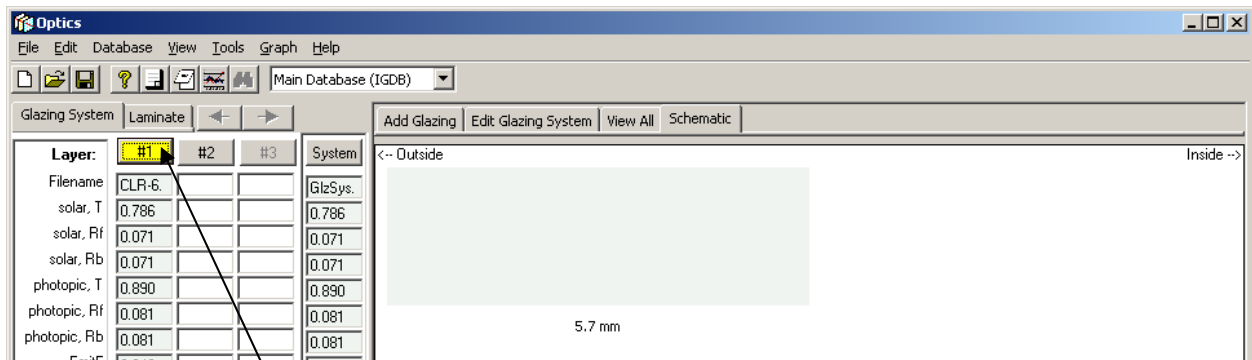 Optics
File Edit Database View Tools Graph Help
Main Database (IGDB)
Glazing System Laminate
Add Glazing Edit Glazing System View All Schematic
Layer: #1 #2 #3 System
<-- Outside Inside -->
Filename CLR-6. GlzSys.
solar, T 0.786 0.786
solar, Rf 0.071 0.071
solar, Rb 0.071 0.071
photopic, T 0.890 0.890
photopic, Rf 0.081 0.081
photopic, Rb 0.081 0.081
5.7 mm